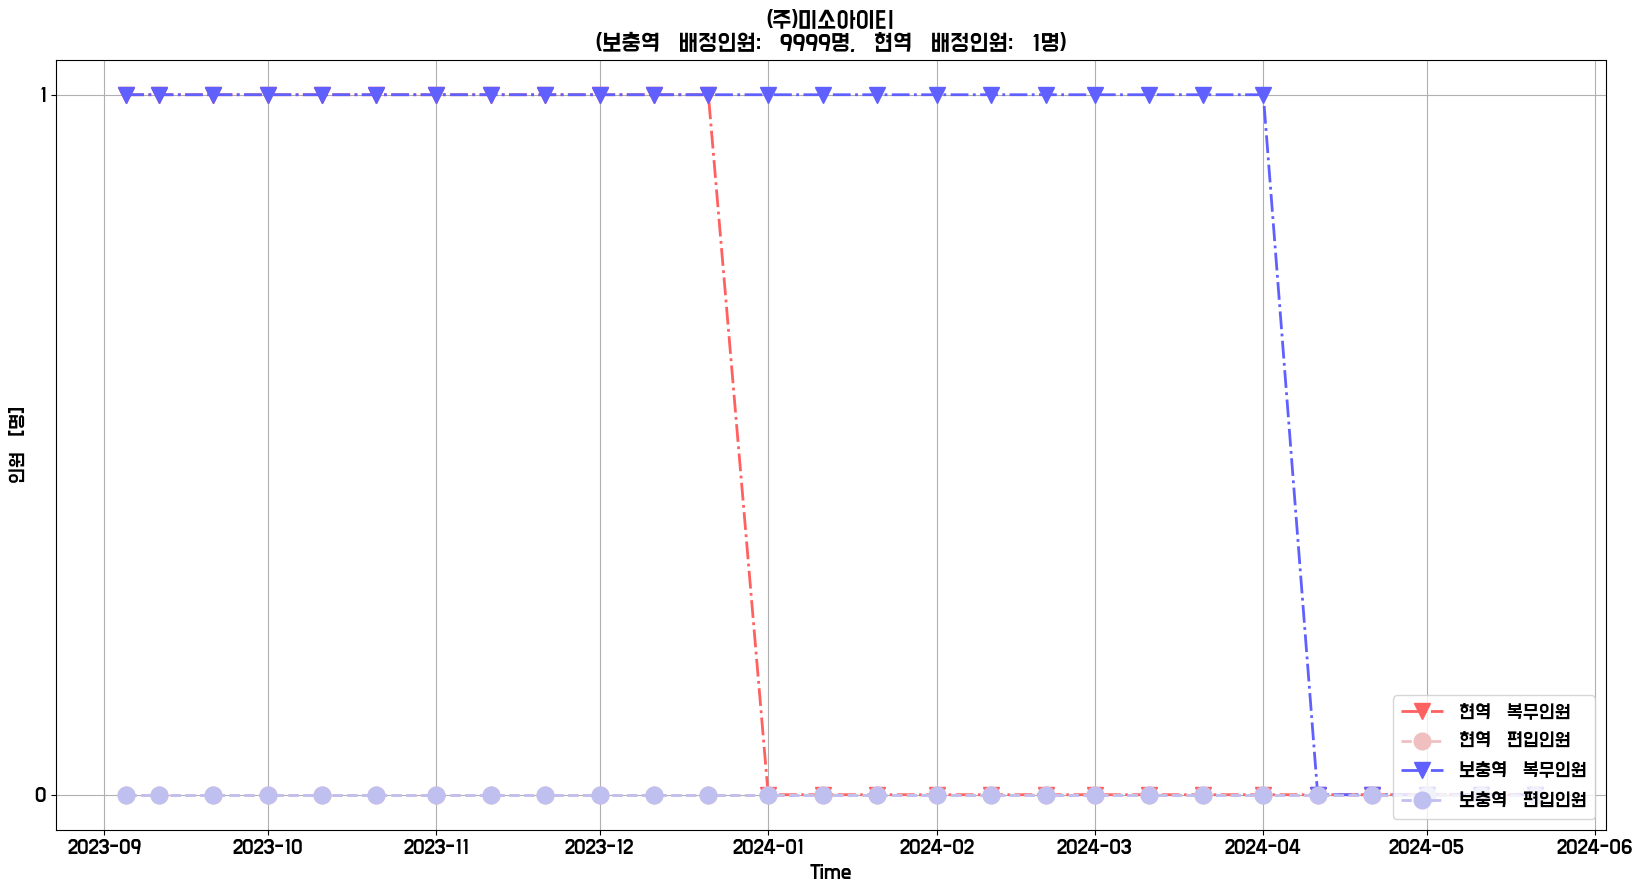 (주)미소아이티
(보충역 배정인원: 9999명, 현역 배정인원: 1명)
1
인원 [명]
0
현역 복무인원
현역 편입인원
보충역 복무인원
보충역 편입인원
2023-09 2023-10 2023-11 2023-12 2024-01 2024-02 2024-03 2024-04 2024-05 2024-06
Time